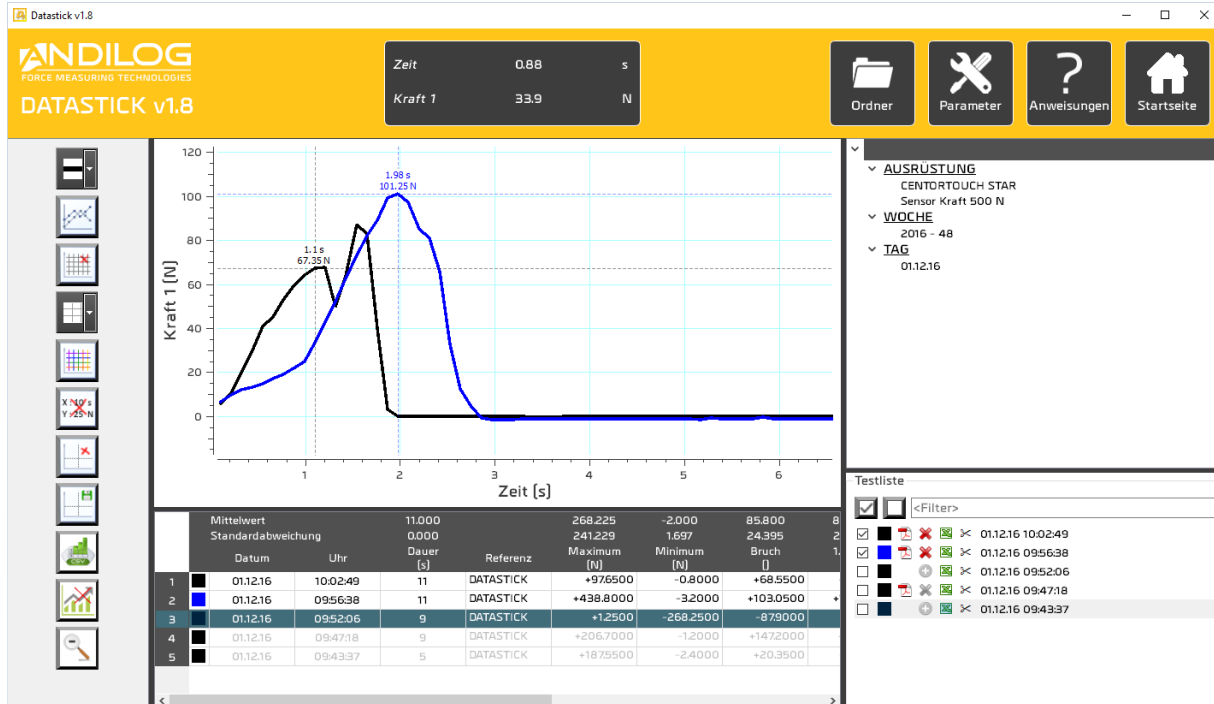 Datastick v1.8
ANDILOG
FORCE MEASURING TECHNOLOGIES
DATASTICK v1.8
Zeit 0.88 s
Kraft 1 33.9 N
Ordner
Parameter
Anweisungen
Startseite
X :10 s
Y :25 N
CSV
Kraft 1 [N]
120
100
80
60
40
20
0
1.98 s
101.25 N
1.1 s
67.35 N
1 2 3 4 5 6
Zeit [s]
AUSRÜSTUNG
CENTORTOUCH STAR
Sensor Kraft 500 N
WOCHE
2016 - 48
TAG
01.12.16
Mittelwert 11.000 268.225 -2.000 85.800 8
Standardabweichung 0.000 241.229 1.697 24.395 2
Datum Uhr Dauer [s] Referenz Maximum [N] Minimum [N] Bruch [] 1.
1 01.12.16 10:02:49 11 DATASTICK +97.6500 -0.8000 +68.5500
2 01.12.16 09:56:38 11 DATASTICK +438.8000 -3.2000 +103.0500 +
3 01.12.16 09:52:06 9 DATASTICK +1.2500 -268.2500 -87.9000
4 01.12.16 09:47:18 9 DATASTICK +206.7000 -1.2000 +147.2000
5 01.12.16 09:43:37 5 DATASTICK +187.5500 -2.4000 +20.3500
Testliste
<Filter>
01.12.16 10:02:49
01.12.16 09:56:38
01.12.16 09:52:06
01.12.16 09:47:18
01.12.16 09:43:37